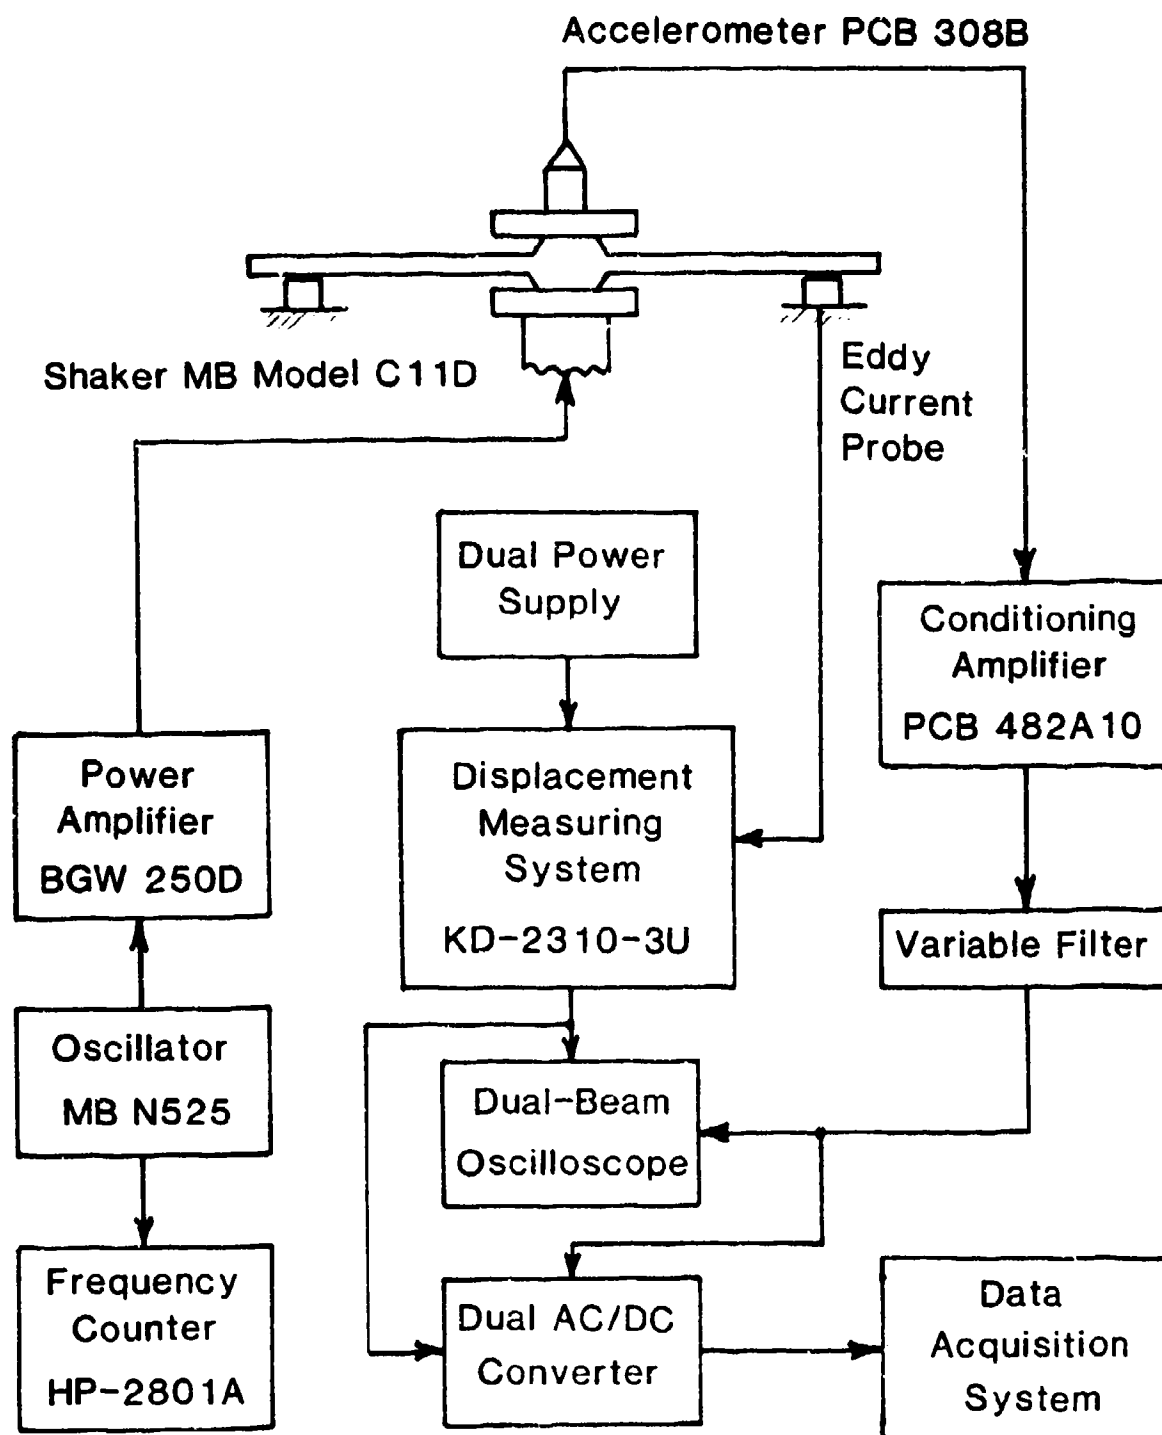 Accelerometer PCB 308B
Shaker MB Model C11D
Eddy
Current
Probe
Dual Power
Supply
Conditioning
Amplifier
PCB 482A10
Power
Amplifier
BGW 250D
Displacement
Measuring
System
KD-2310-3U
Variable Filter
Oscillator
MB N525
Dual-Beam
Oscilloscope
Frequency
Counter
HP-2801A
Dual AC/DC
Converter
Data
Acquisition
System